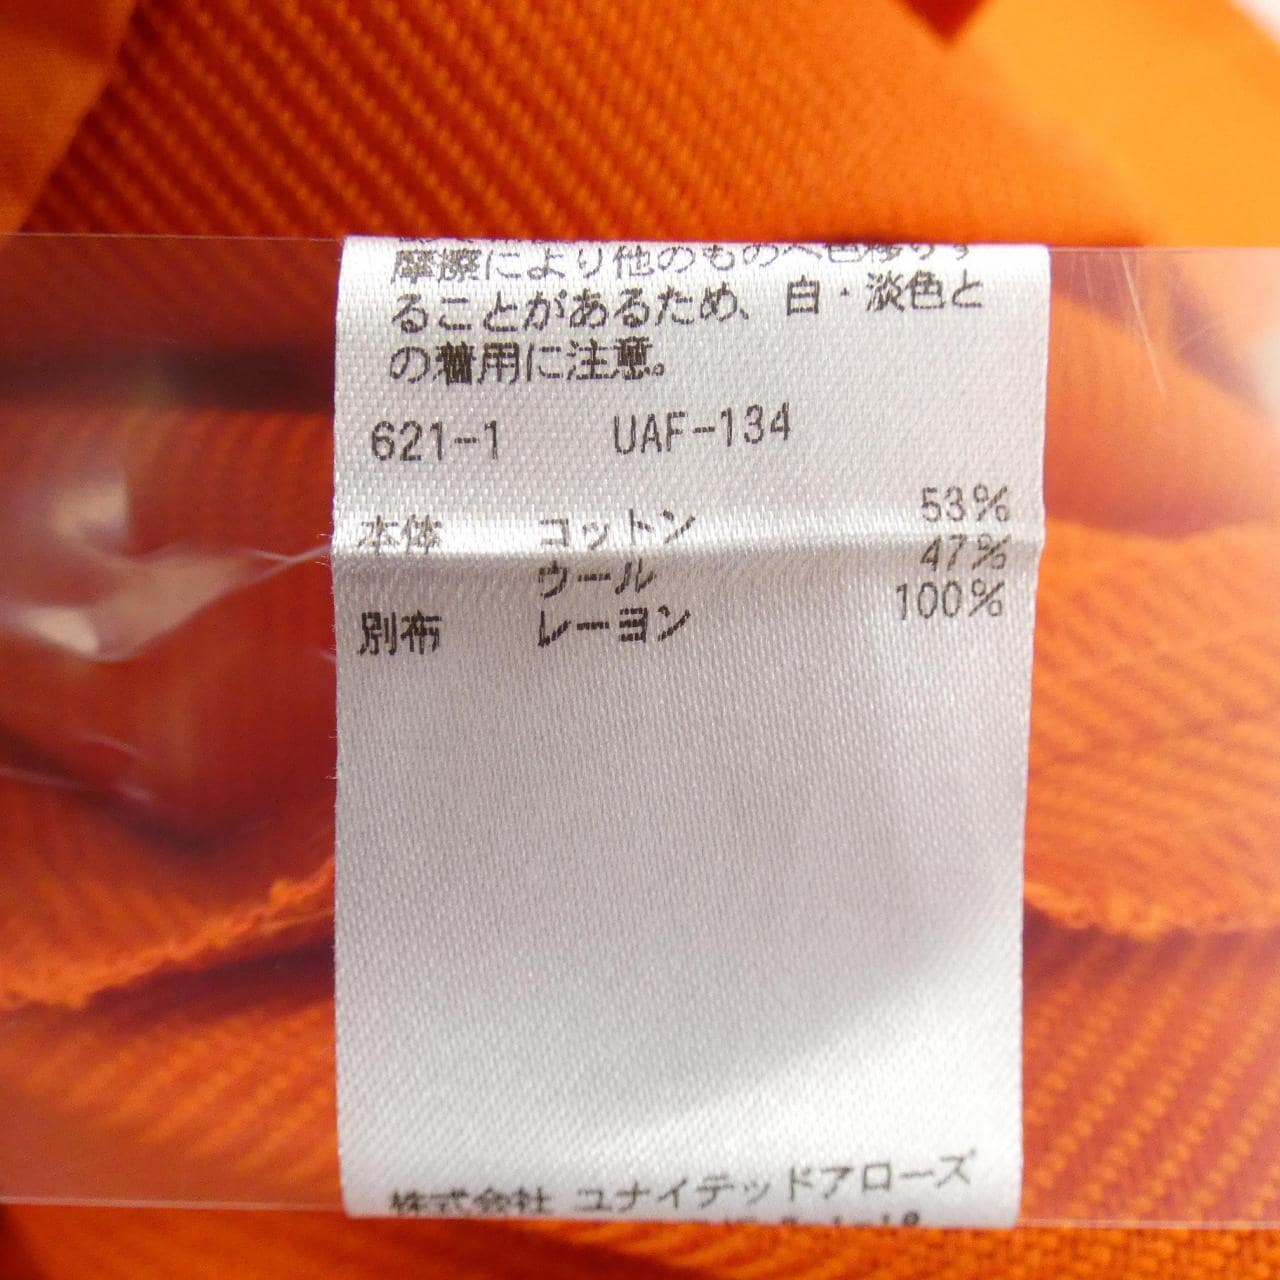 摩擦により他のものへ色移りす
ることがあるため、白・淡色と
の着用に注意。
621-1 UAF-134
本体 コットン 53%
ウール 47%
別布 レーヨン 100%
株式会社 ユナイテッドアローズ